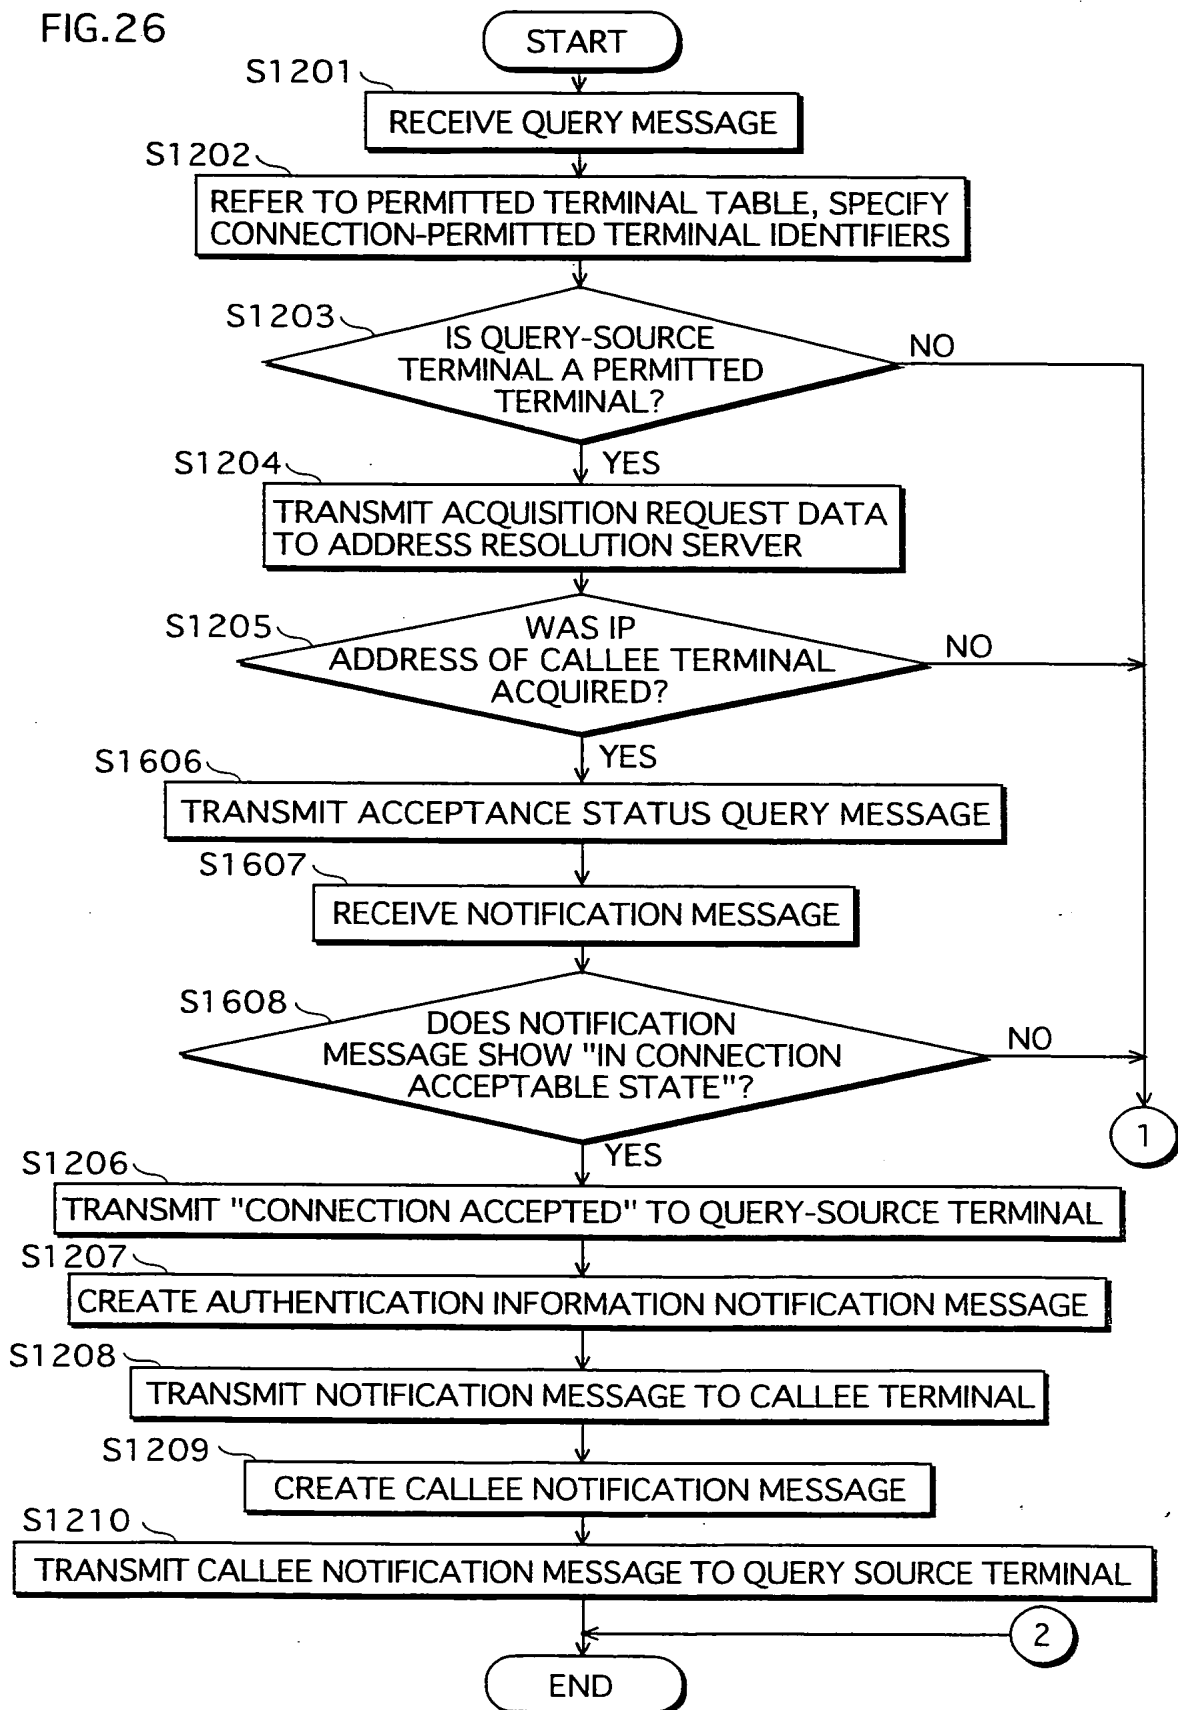 FIG.26
START
S1201
RECEIVE QUERY MESSAGE
S1202
REFER TO PERMITTED TERMINAL TABLE, SPECIFY
CONNECTION-PERMITTED TERMINAL IDENTIFIERS
S1203
IS QUERY-SOURCE
TERMINAL A PERMITTED
TERMINAL?
NO
YES
S1204
TRANSMIT ACQUISITION REQUEST DATA
TO ADDRESS RESOLUTION SERVER
S1205
WAS IP
ADDRESS OF CALLEE TERMINAL
ACQUIRED?
NO
YES
S1606
TRANSMIT ACCEPTANCE STATUS QUERY MESSAGE
S1607
RECEIVE NOTIFICATION MESSAGE
S1608
DOES NOTIFICATION
MESSAGE SHOW "IN CONNECTION
ACCEPTABLE STATE"?
NO
1
YES
S1206
TRANSMIT "CONNECTION ACCEPTED" TO QUERY-SOURCE TERMINAL
S1207
CREATE AUTHENTICATION INFORMATION NOTIFICATION MESSAGE
S1208
TRANSMIT NOTIFICATION MESSAGE TO CALLEE TERMINAL
S1209
CREATE CALLEE NOTIFICATION MESSAGE
S1210
TRANSMIT CALLEE NOTIFICATION MESSAGE TO QUERY SOURCE TERMINAL
2
END